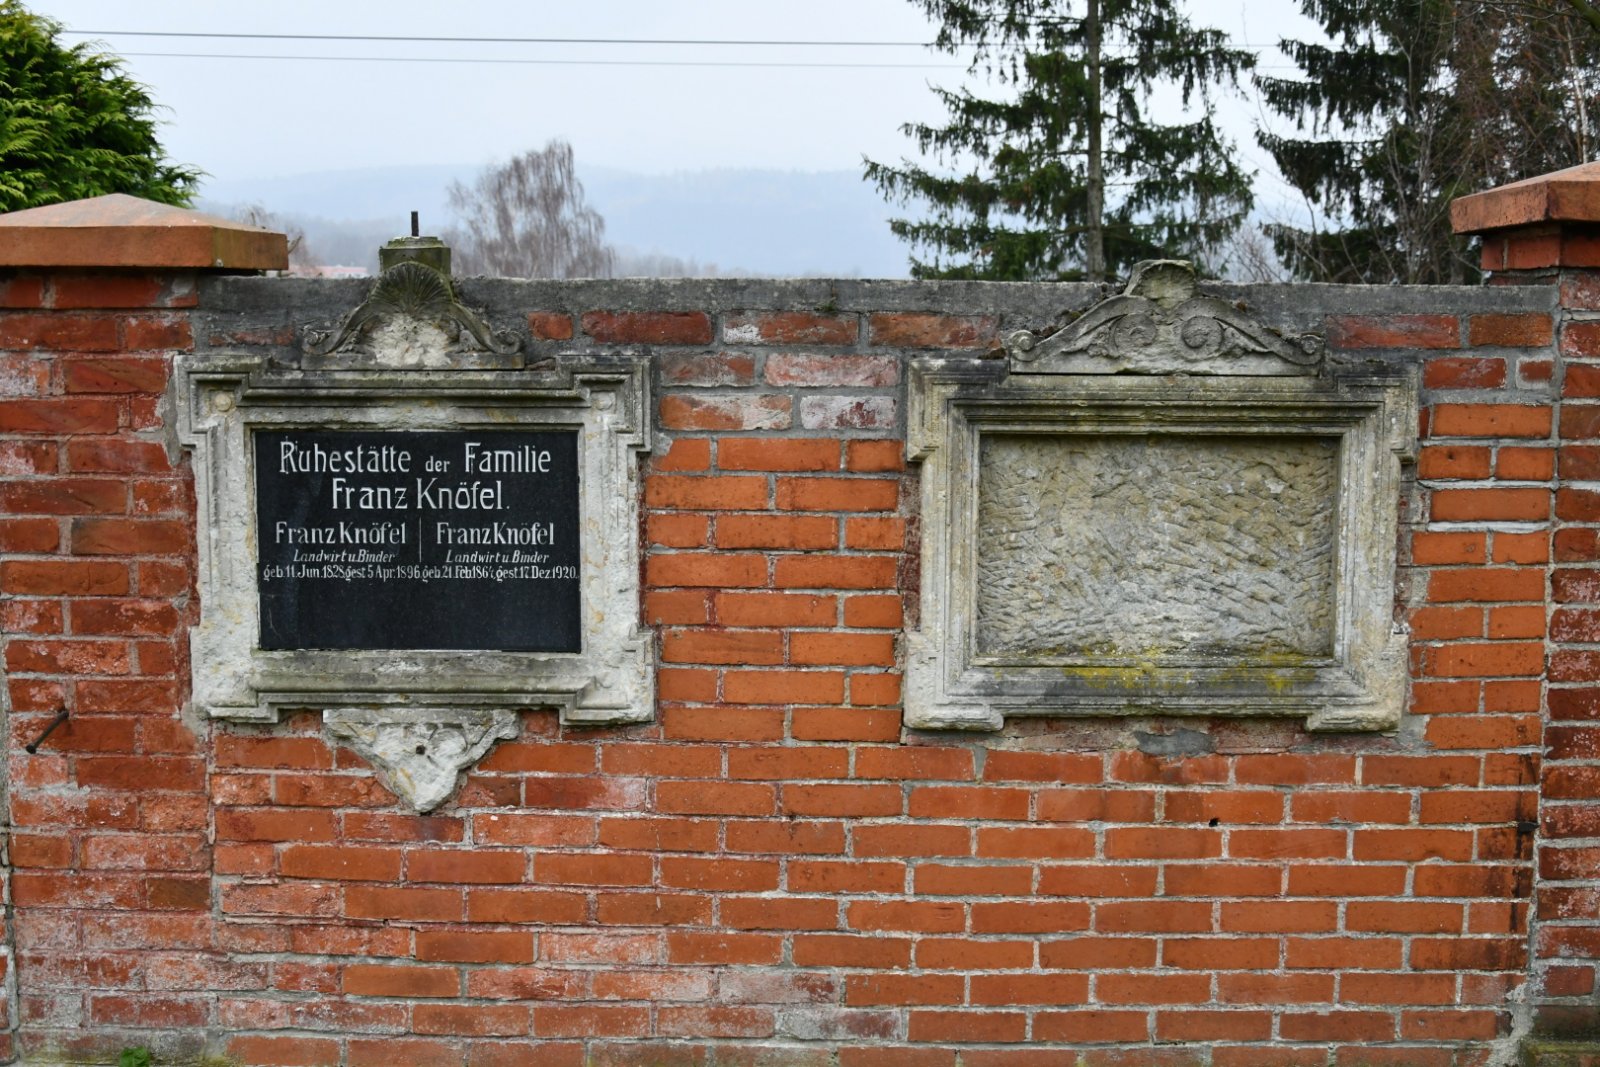 Ruhestätte der Familie
Franz Knöfel.
Franz Knöfel | Franz Knöfel
Landwirt u. Binder | Landwirt u. Binder
geb. 11. Jun. 1828, gest. 5 Apr. 1896. geb. 21. Feb. gest. 17. Dez. 1920.